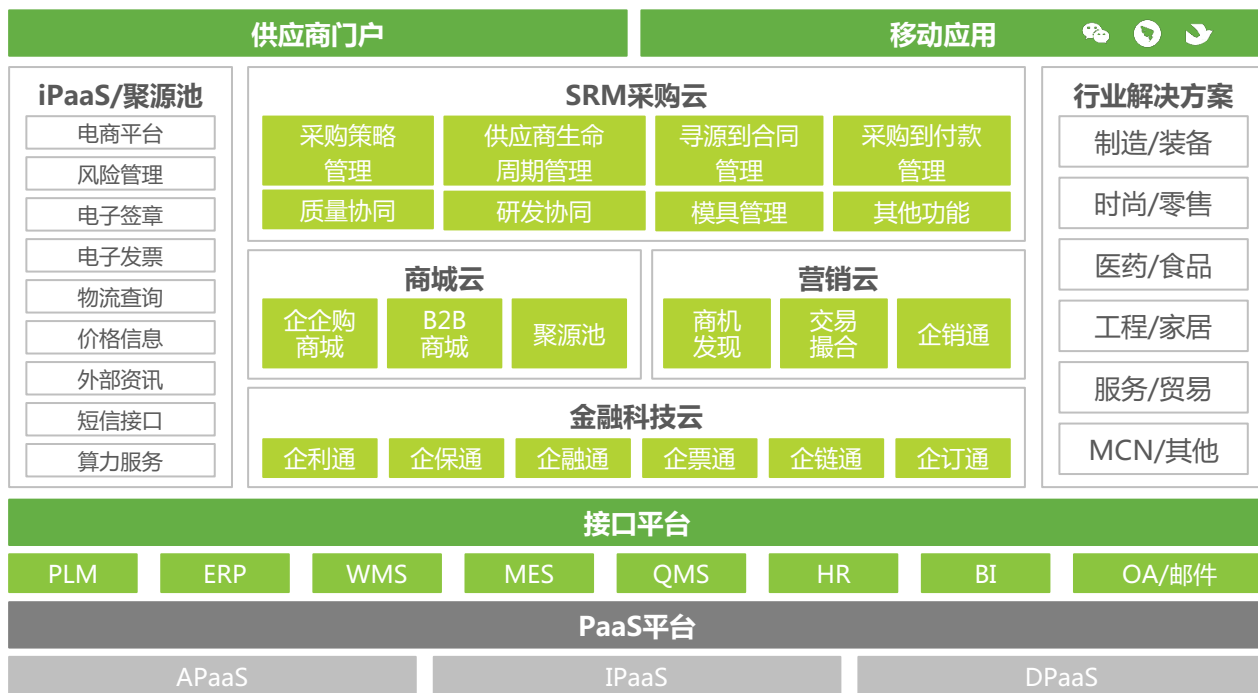 供应商门户
移动应用
iPaaS/聚源池
电商平台
风险管理
电子签章
电子发票
物流查询
价格信息
外部资讯
短信接口
算力服务
SRM采购云
采购策略
管理
供应商生命
周期管理
寻源到合同
管理
采购到付款
管理
质量协同
研发协同
模具管理
其他功能
商城云
企企购
商城
B2B
商城
聚源池
营销云
商机
发现
交易
撮合
企销通
金融科技云
企利通
企保通
企融通
企票通
企链通
企订通
行业解决方案
制造/装备
时尚/零售
医药/食品
工程/家居
服务/贸易
MCN/其他
接口平台
PLM
ERP
WMS
MES
QMS
HR
BI
OA/邮件
PaaS平台
APaaS
IPaaS
DPaaS